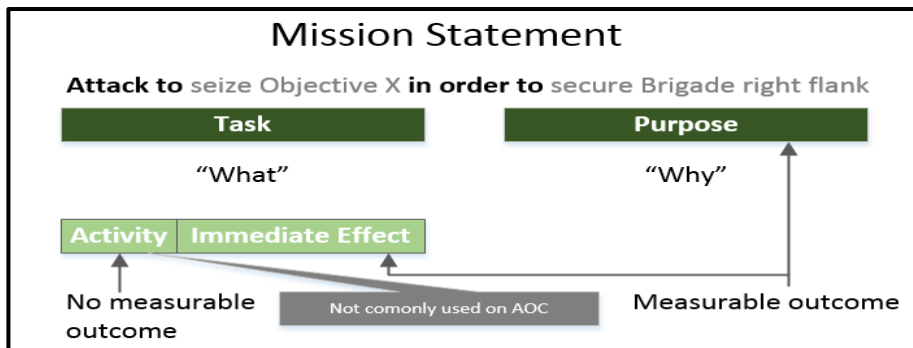 Mission Statement
Attack to seize Objective X in order to secure Brigade right flank
Task
Purpose
“What”
“Why”
Activity
Immediate Effect
No measurable
outcome
Not comonly used on AOC
Measurable outcome